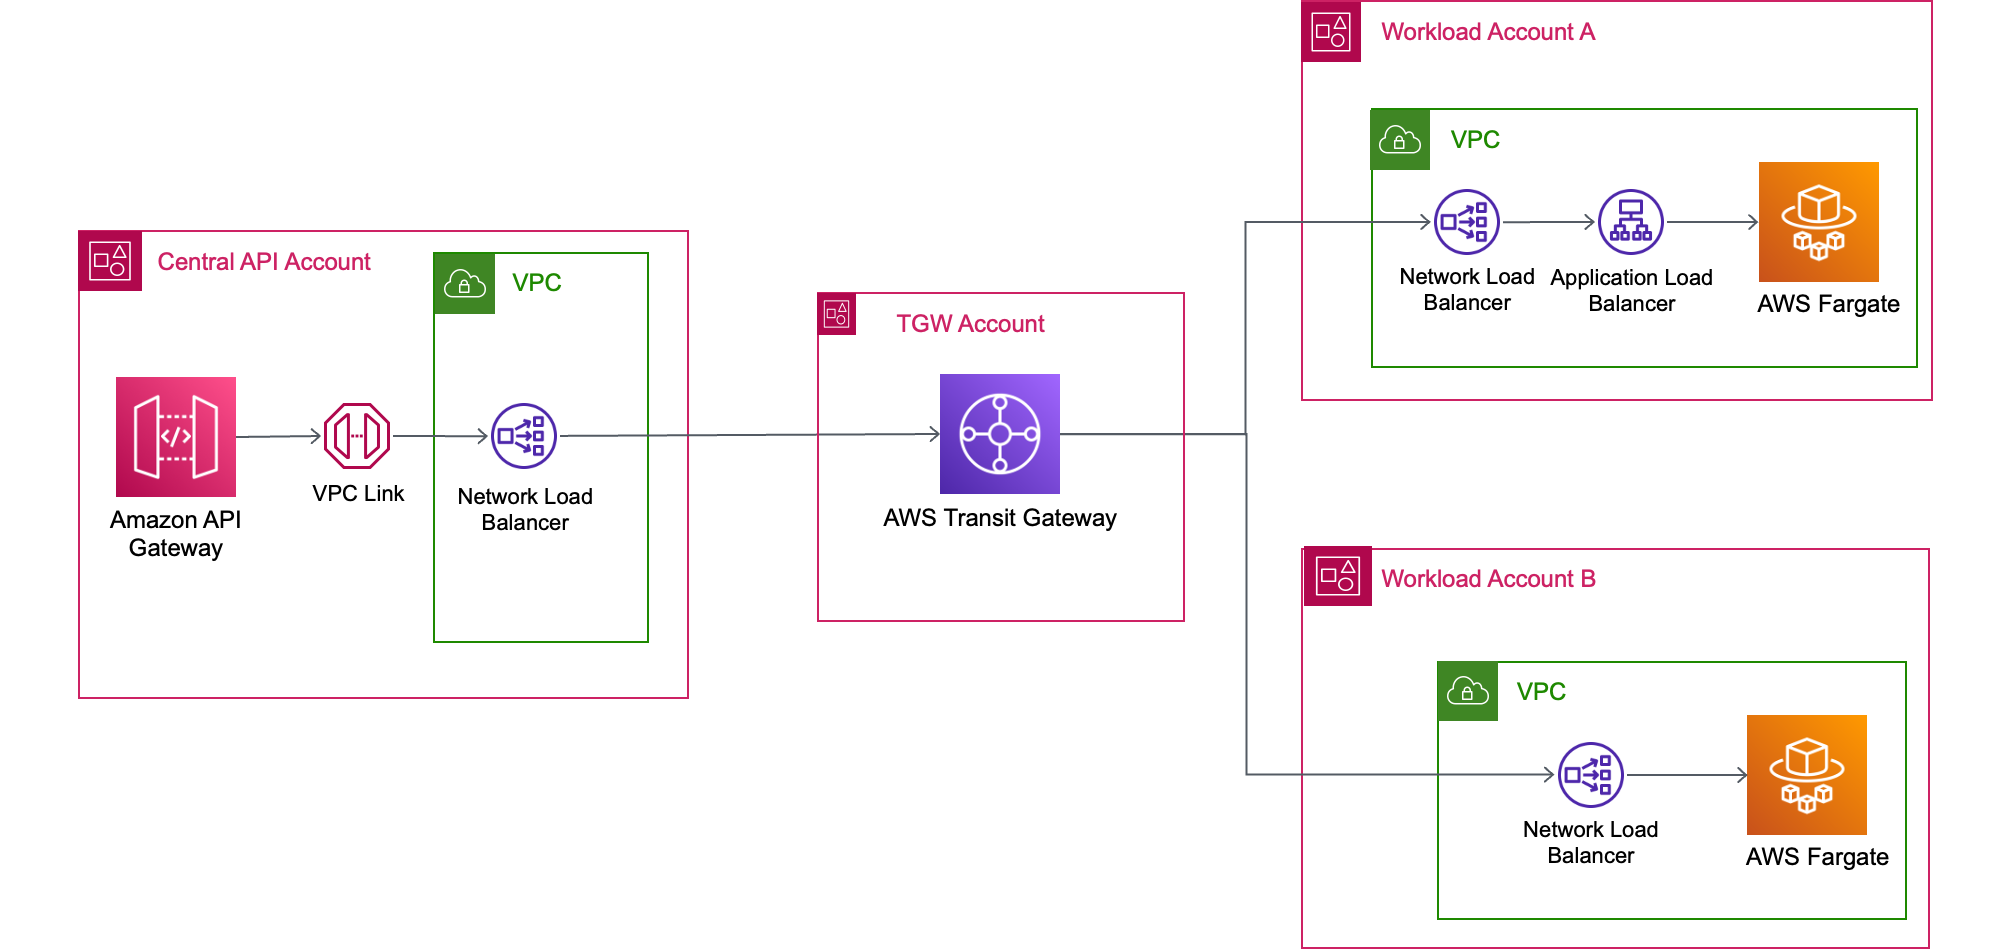 Central API Account
VPC
Amazon API
Gateway
VPC Link
Network Load
Balancer
TGW Account
AWS Transit Gateway
Workload Account A
VPC
Network Load
Balancer
Application Load
Balancer
AWS Fargate
Workload Account B
VPC
Network Load
Balancer
AWS Fargate